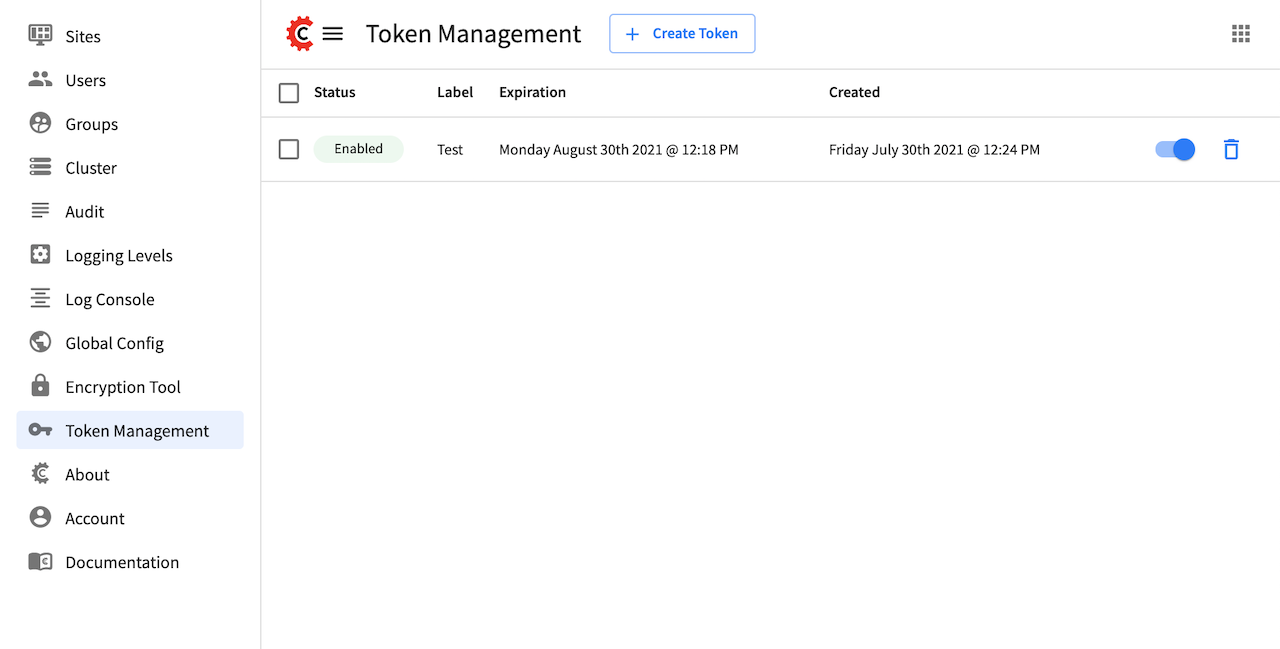 Sites
Users
Groups
Cluster
Audit
Logging Levels
Log Console
Global Config
Encryption Tool
Token Management
About
Account
Documentation
Token Management
Create Token
Status Label Expiration Created
Enabled Test Monday August 30th 2021 @ 12:18 PM Friday July 30th 2021 @ 12:24 PM